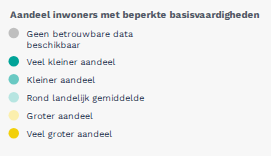 Aandeel inwoners met beperkte basisvaardigheden
Geen betrouwbare data
beschikbaar
Veel kleiner aandeel
Kleiner aandeel
Rond landelijk gemiddelde
Groter aandeel
Veel groter aandeel